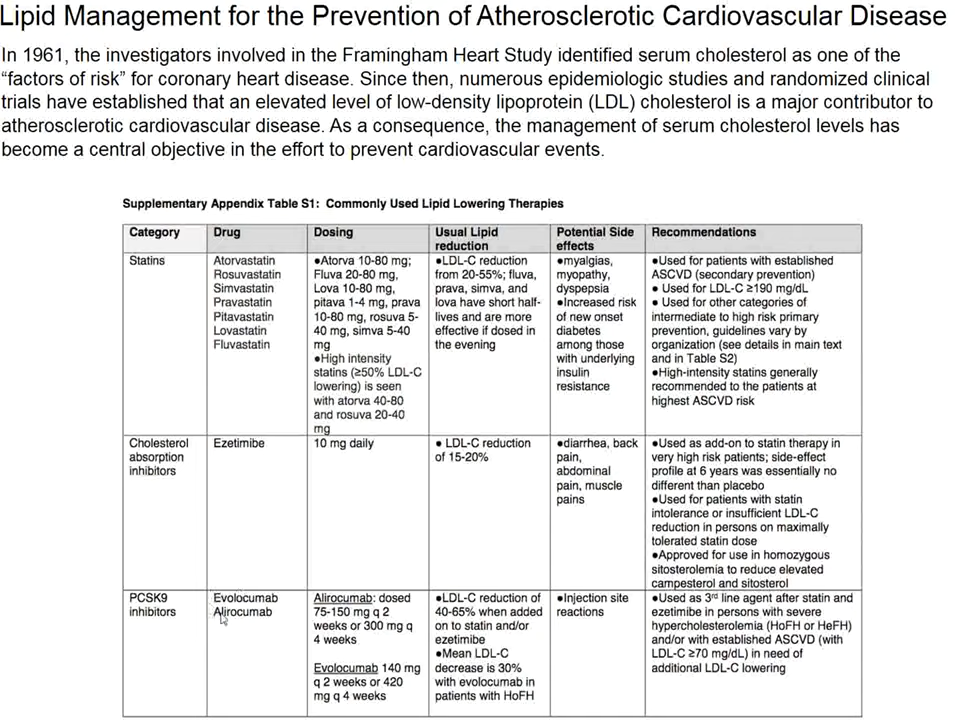 Lipid Management for the Prevention of Atherosclerotic Cardiovascular Disease
In 1961, the investigators involved in the Framingham Heart Study identified serum cholesterol as one of the
“factors of risk” for coronary heart disease. Since then, numerous epidemiologic studies and randomized clinical
trials have established that an elevated level of low-density lipoprotein (LDL) cholesterol is a major contributor to
atherosclerotic cardiovascular disease. As a consequence, the management of serum cholesterol levels has
become a central objective in the effort to prevent cardiovascular events.
Supplementary Appendix Table S1: Commonly Used Lipid Lowering Therapies
Category
Drug
Dosing
Usual Lipid
reduction
Potential Side
effects
Recommendations
Statins
Atorvastatin
Rosuvastatin
Simvastatin
Pravastatin
Pitavastatin
Lovastatin
Fluvastatin
●Atorva 10-80 mg;
Fluva 20-80 mg,
Lova 10-80 mg,
pitava 1-4 mg, prava
10-80 mg, rosuva 5-
40 mg, simva 5-40
mg
●High intensity
statins (≥50% LDL-C
lowering) is seen
with atorva 40-80
and rosuva 20-40
mg
●LDL-C reduction
from 20-55%; fluva,
prava, simva, and
lova have short half-
lives and are more
effective if dosed in
the evening
●myalgias,
myopathy,
dyspepsia
●Increased risk
of new onset
diabetes
among those
with underlying
insulin
resistance
●Used for patients with established
ASCVD (secondary prevention)
● Used for LDL-C ≥190 mg/dL
● Used for other categories of
intermediate to high risk primary
prevention, guidelines vary by
organization (see details in main text
and in Table S2)
●High-intensity statins generally
recommended to the patients at
highest ASCVD risk
Cholesterol
absorption
inhibitors
Ezetimibe
10 mg daily
● LDL-C reduction
of 15-20%
●diarrhea, back
pain,
abdominal
pain, muscle
pains
●Used as add-on to statin therapy in
very high risk patients; side-effect
profile at 6 years was essentially no
different than placebo
●Used for patients with statin
intolerance or insufficient LDL-C
reduction in persons on maximally
tolerated statin dose
●Approved for use in homozygous
sitosterolemia to reduce elevated
campesterol and sitosterol
PCSK9
inhibitors
Evolocumab
Alirocumab
Alirocumab: dosed
75-150 mg q 2
weeks or 300 mg q
4 weeks
Evolocumab 140 mg
q 2 weeks or 420
mg q 4 weeks
●LDL-C reduction of
40-65% when added
on to statin and/or
ezetimibe
●Mean LDL-C
decrease is 30%
with evolocumab in
patients with HoFH
●Injection site
reactions
●Used as 3rd line agent after statin and
ezetimibe in persons with severe
hypercholesterolemia (HoFH or HeFH)
and/or with established ASCVD (with
LDL-C ≥70 mg/dL) in need of
additional LDL-C lowering